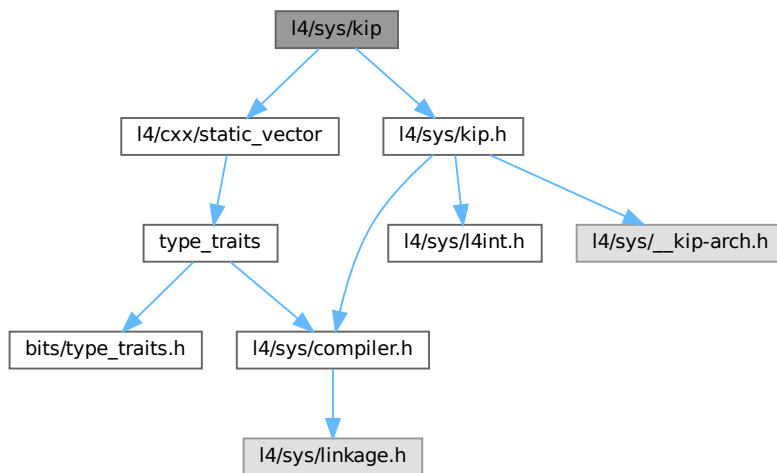 l4/sys/kip
l4/cxx/static_vector
l4/sys/kip.h
type_traits
l4/sys/l4int.h
l4/sys/__kip-arch.h
bits/type_traits.h
l4/sys/compiler.h
l4/sys/linkage.h